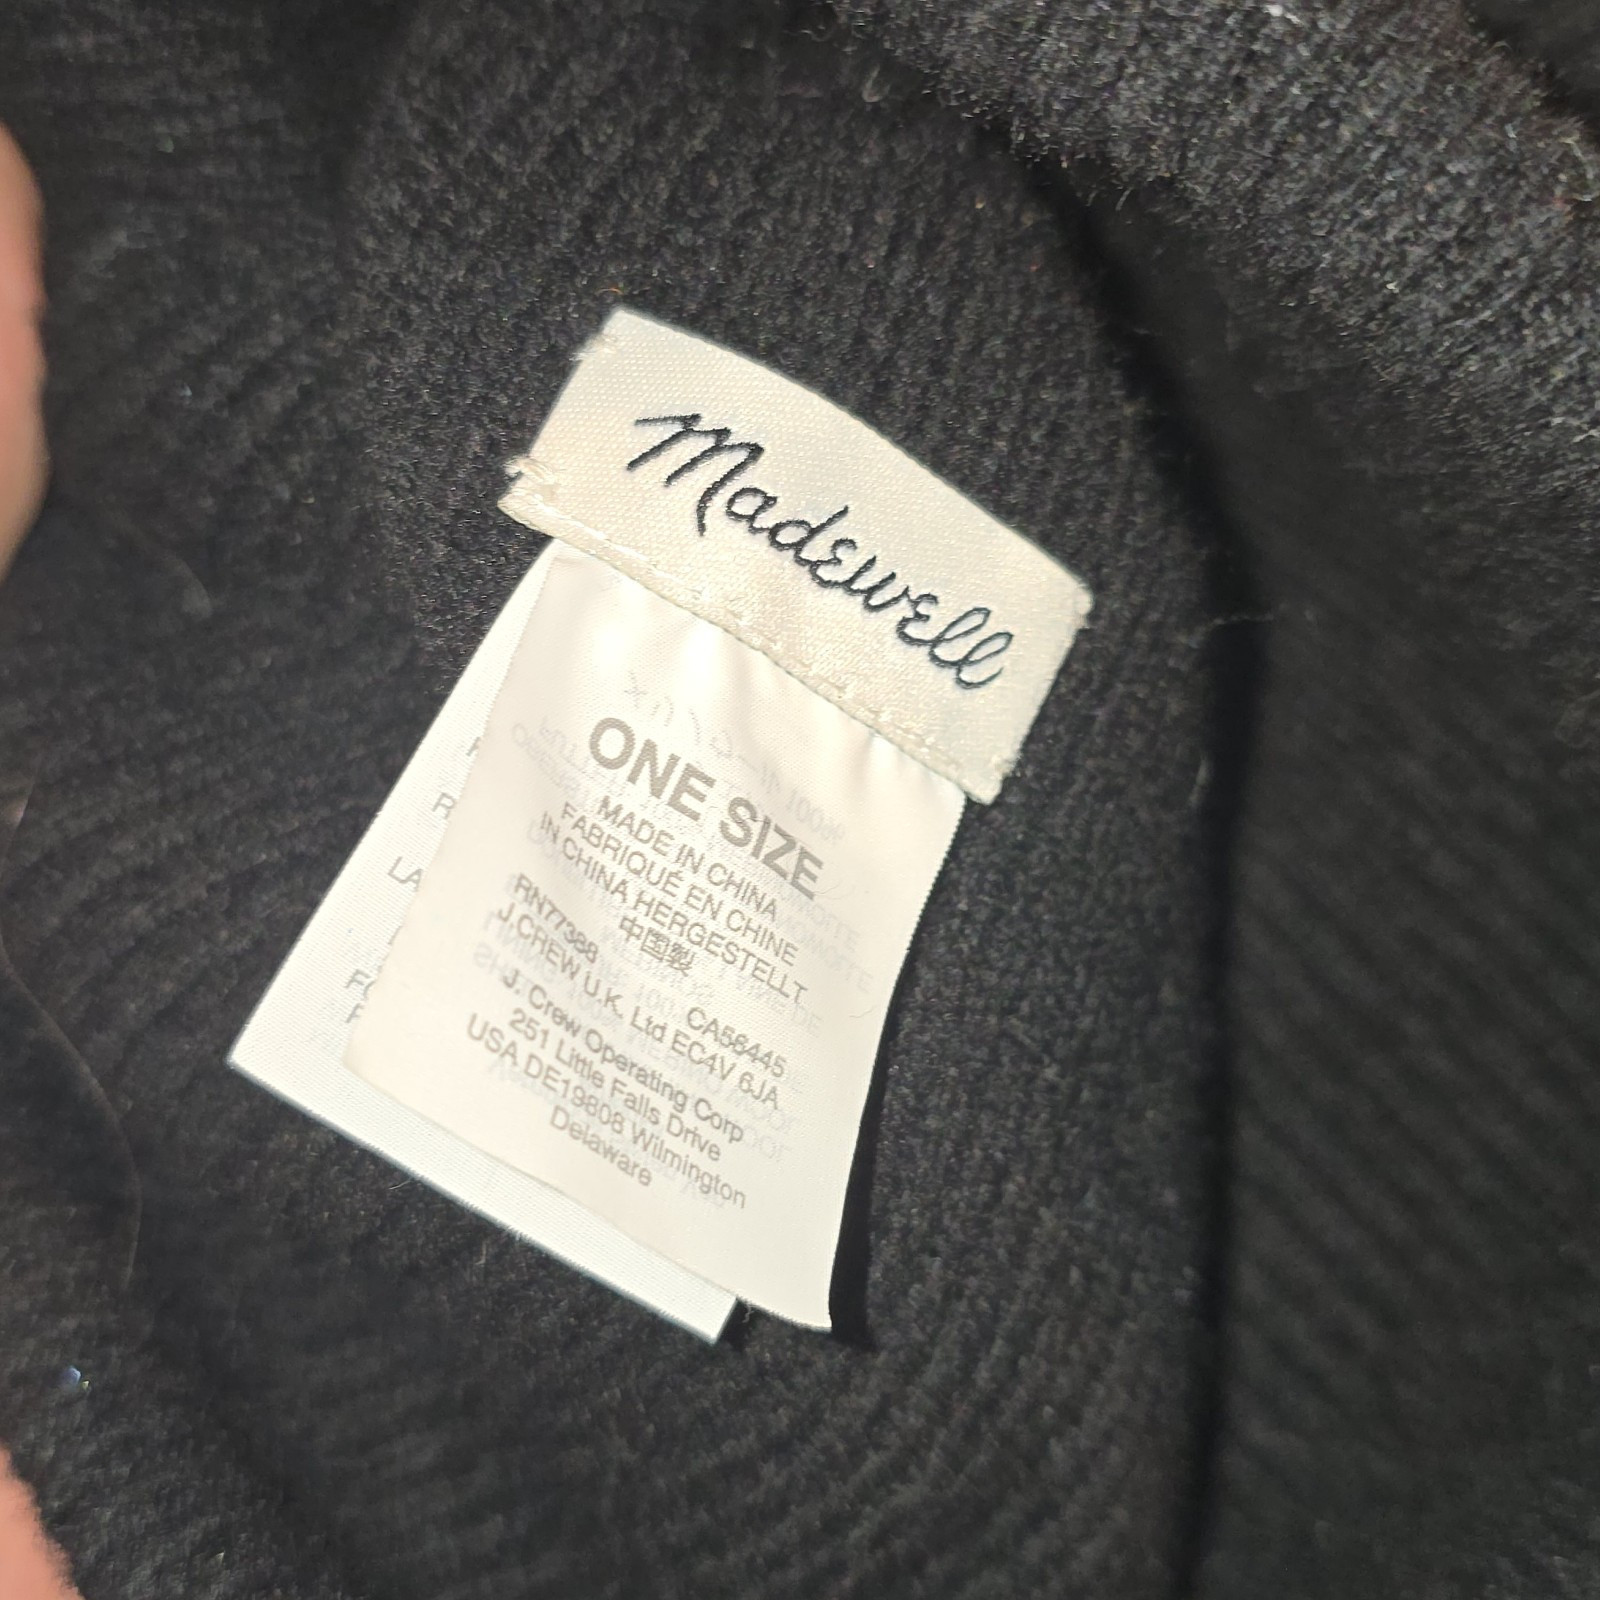 Madewell
ONE SIZE
MADE IN CHINA
FABRIQUÉ EN CHINE
IN CHINA HERGESTELLT
中国製
RN77388 CA56445
J.CREW U.K. Ltd EC4V 6JA
J. Crew Operating Corp
251 Little Falls Drive
USA DE19808 Wilmington
Delaware